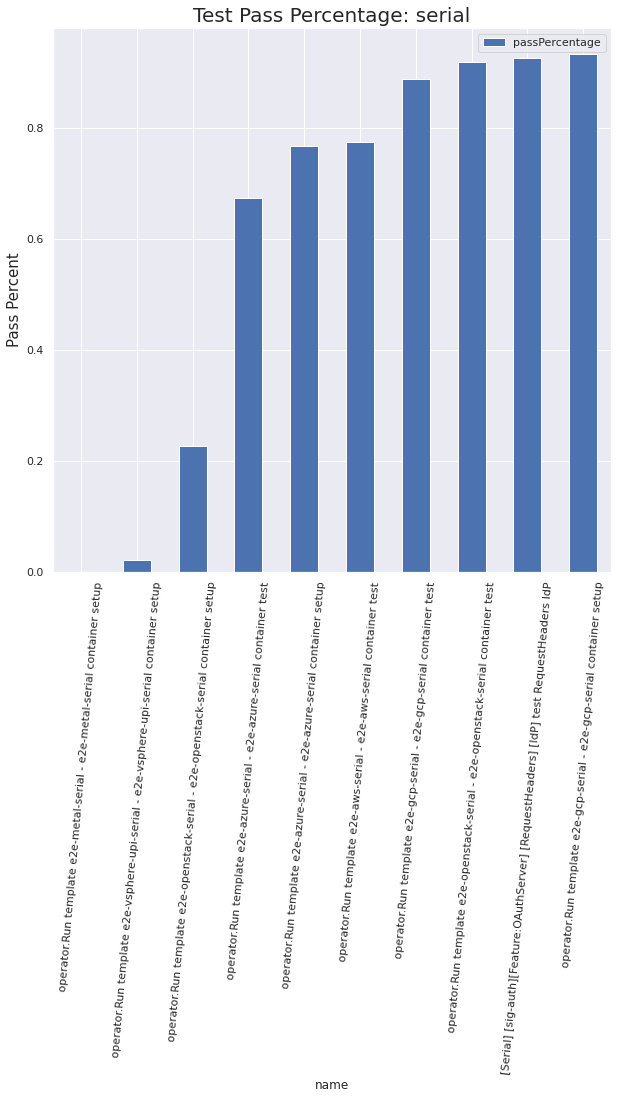 Test Pass Percentage: serial
passPercentage
Pass Percent
0.8
0.6
0.4
0.2
0.0
operator.Run template e2e-metal-serial - e2e-metal-serial container setup
operator.Run template e2e-vsphere-upi-serial - e2e-vsphere-upi-serial container setup
operator.Run template e2e-openstack-serial - e2e-openstack-serial container setup
operator.Run template e2e-azure-serial - e2e-azure-serial container test
operator.Run template e2e-azure-serial - e2e-azure-serial container setup
operator.Run template e2e-aws-serial - e2e-aws-serial container test
operator.Run template e2e-gcp-serial - e2e-gcp-serial container test
operator.Run template e2e-openstack-serial - e2e-openstack-serial container test
[Serial] [sig-auth][Feature:OAuthServer] [RequestHeaders] [IdP] test RequestHeaders IdP
operator.Run template e2e-gcp-serial - e2e-gcp-serial container setup
name